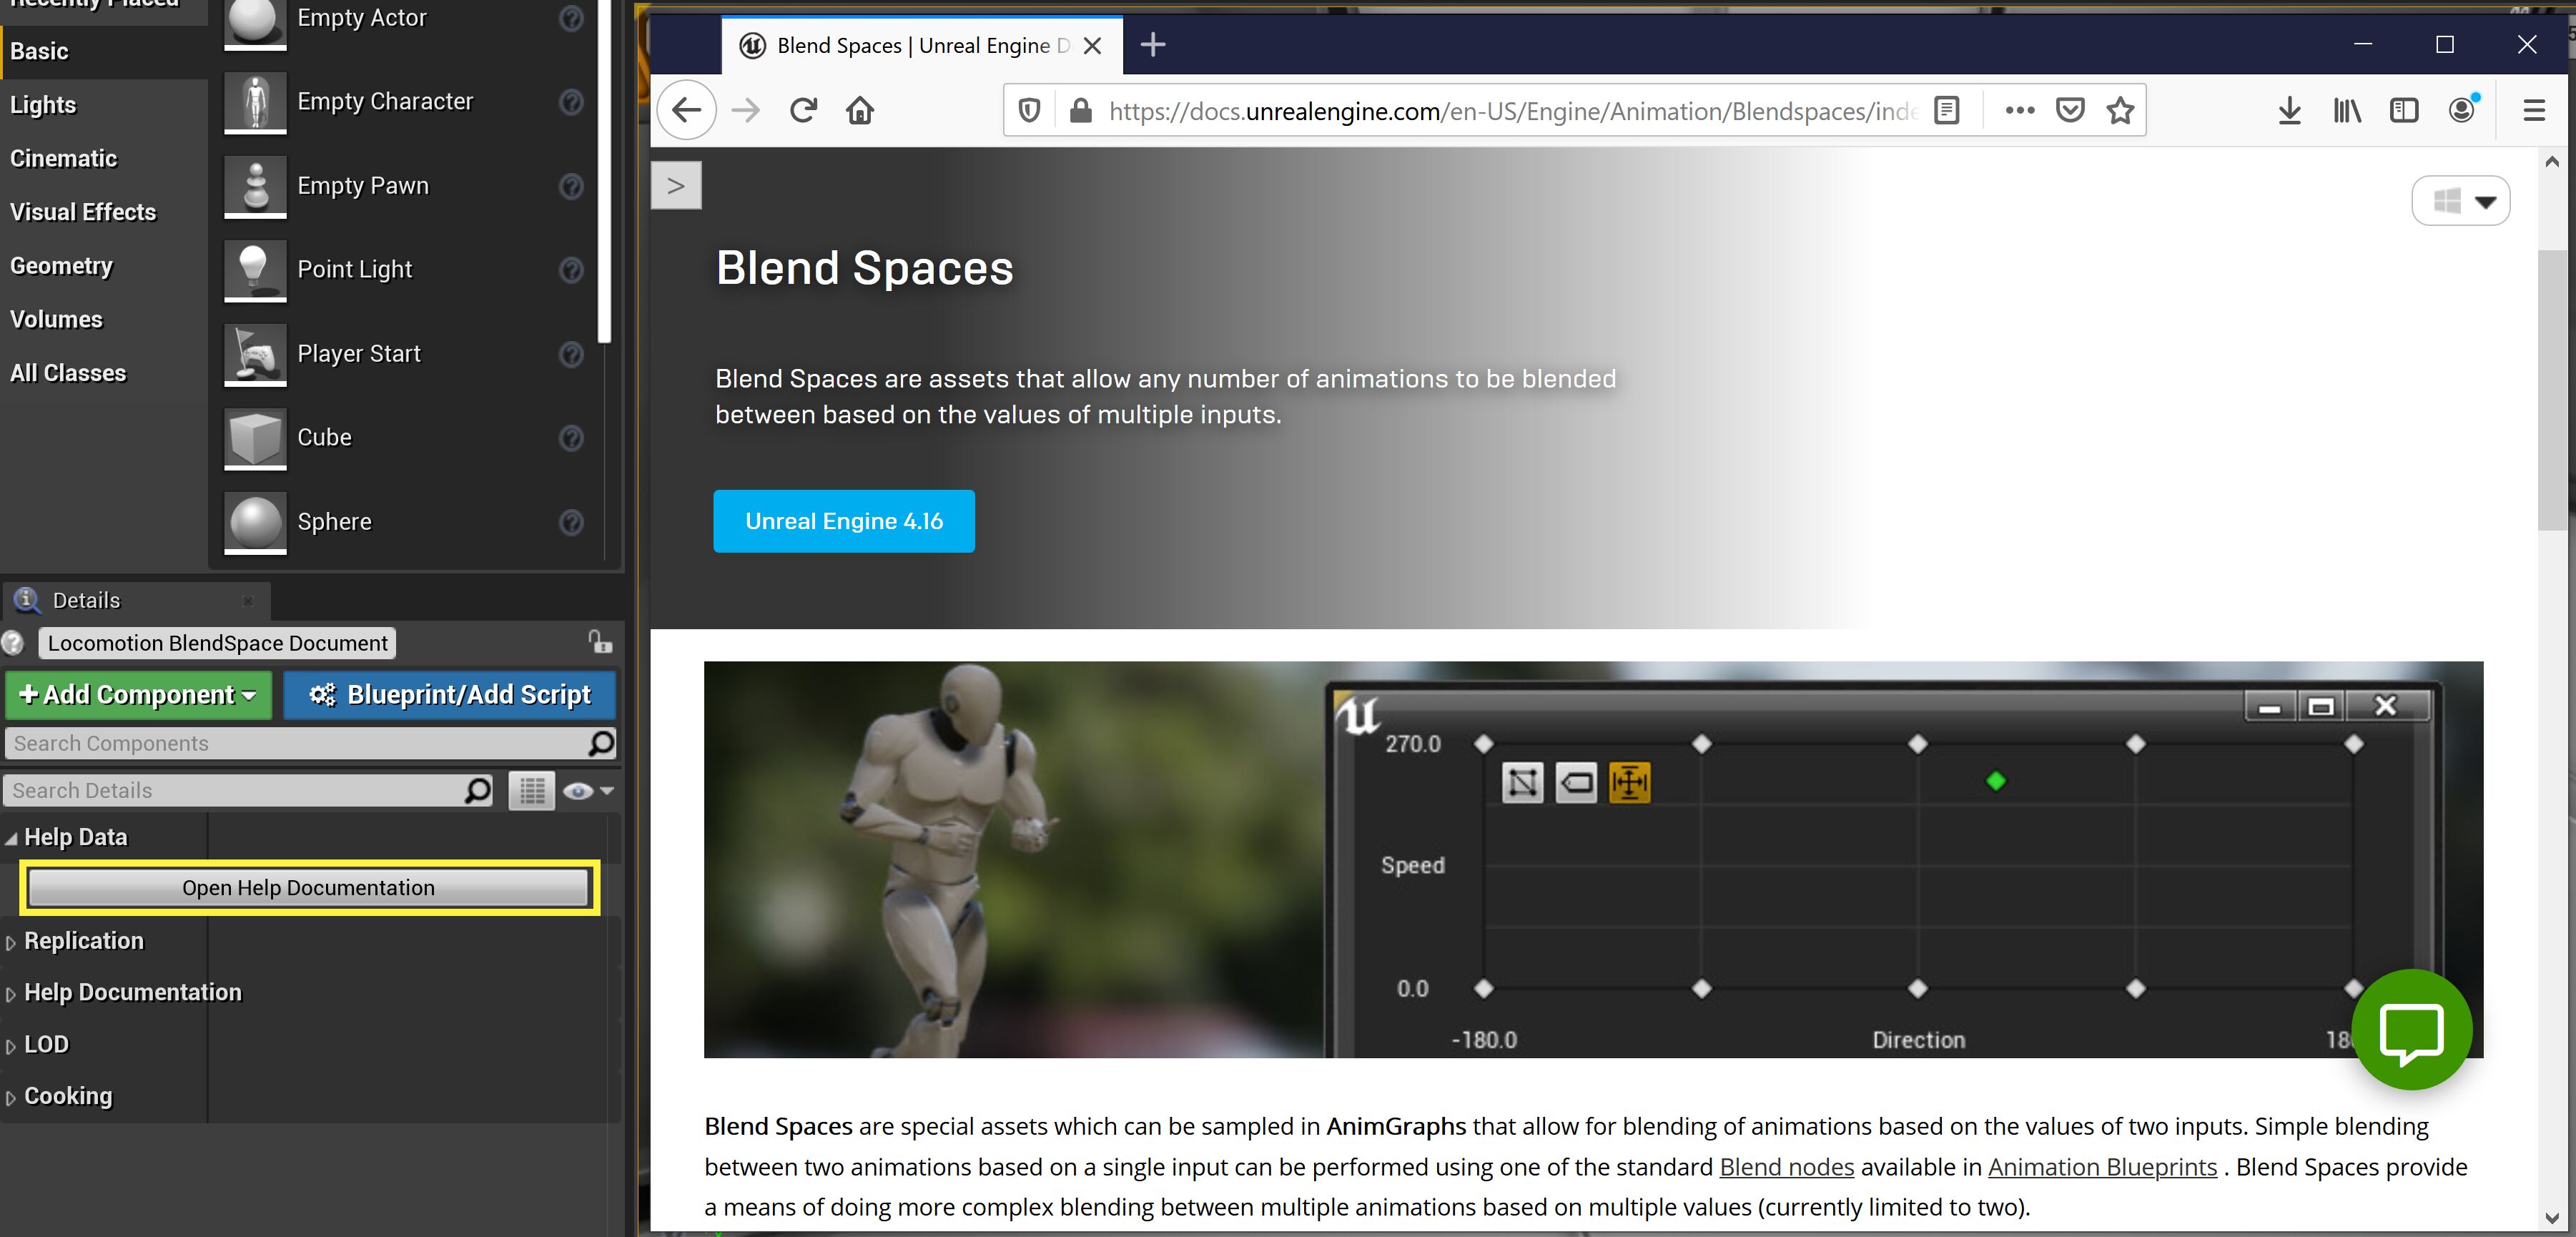 Recently Placed
Basic
Lights
Cinematic
Visual Effects
Geometry
Volumes
All Classes
Empty Actor
Empty Character
Empty Pawn
Point Light
Player Start
Cube
Sphere
Details
Locomotion BlendSpace Document
+Add Component
Blueprint/Add Script
Search Components
Search Details
Help Data
Open Help Documentation
Replication
Help Documentation
LOD
Cooking
Blend Spaces | Unreal Engine D
https://docs.unrealengine.com/en-US/Engine/Animation/Blendspaces/inde
Blend Spaces
Blend Spaces are assets that allow any number of animations to be blended
between based on the values of multiple inputs.
Unreal Engine 4.16
270.0
Speed
0.0
-180.0
Direction
18
Blend Spaces are special assets which can be sampled in AnimGraphs that allow for blending of animations based on the values of two inputs. Simple blending
between two animations based on a single input can be performed using one of the standard Blend nodes available in Animation Blueprints . Blend Spaces provide
a means of doing more complex blending between multiple animations based on multiple values (currently limited to two).